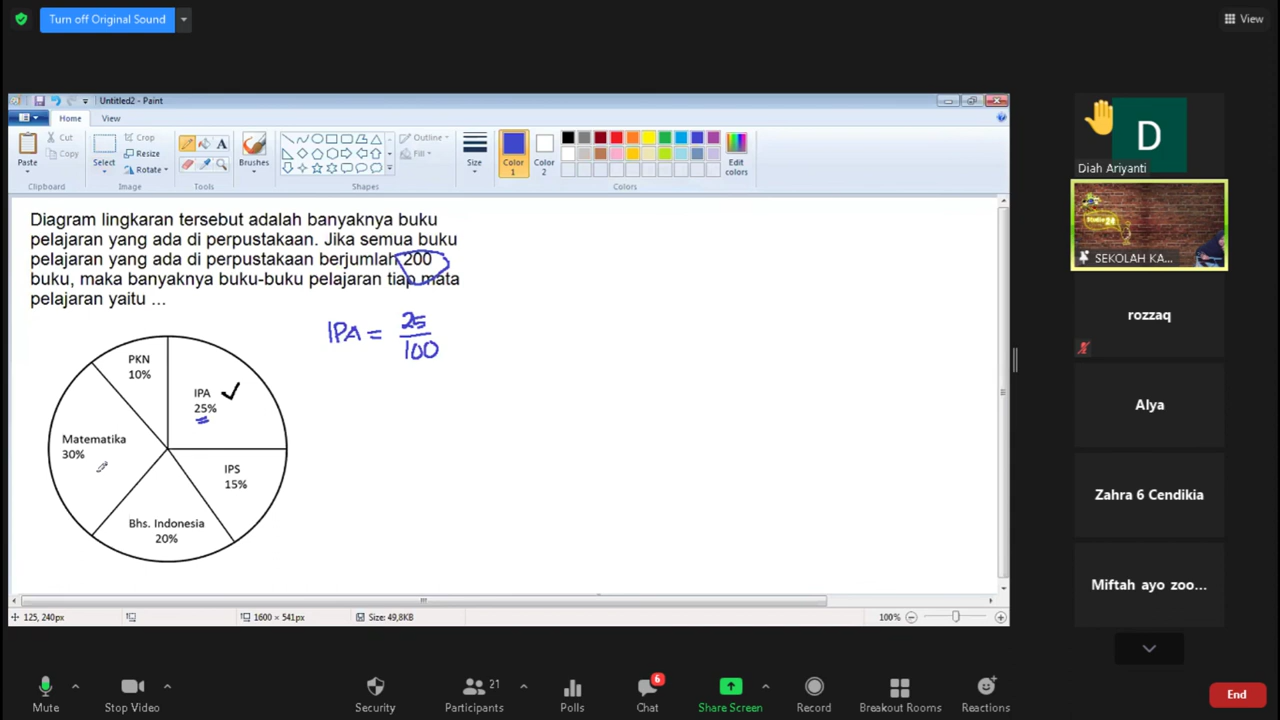 Turn off Original Sound
View
Untitled2 - Paint
Home
View
Paste
Cut
Copy
Clipboard
Select
Crop
Resize
Rotate
Image
A
Tools
Brushes
Outline
Fill
Shapes
Size
Color
1
Color
2
Edit
colors
Colors
Diagram lingkaran tersebut adalah banyaknya buku
pelajaran yang ada di perpustakaan. Jika semua buku
pelajaran yang ada di perpustakaan berjumlah 200
buku, maka banyaknya buku-buku pelajaran tiap mata
pelajaran yaitu ...
IPA = 25
100
PKN
10%
IPA
25%
Matematika
30%
IPS
15%
Bhs. Indonesia
20%
125, 240px
1600 × 541px
Size: 49,8KB
100%
D
Diah Ariyanti
Studio 24
SEKOLAH KA...
rozzaq
Alya
Zahra 6 Cendikia
Miftah ayo zoo...
Mute
Stop Video
Security
21
Participants
Polls
6
Chat
Share Screen
Record
Breakout Rooms
Reactions
End